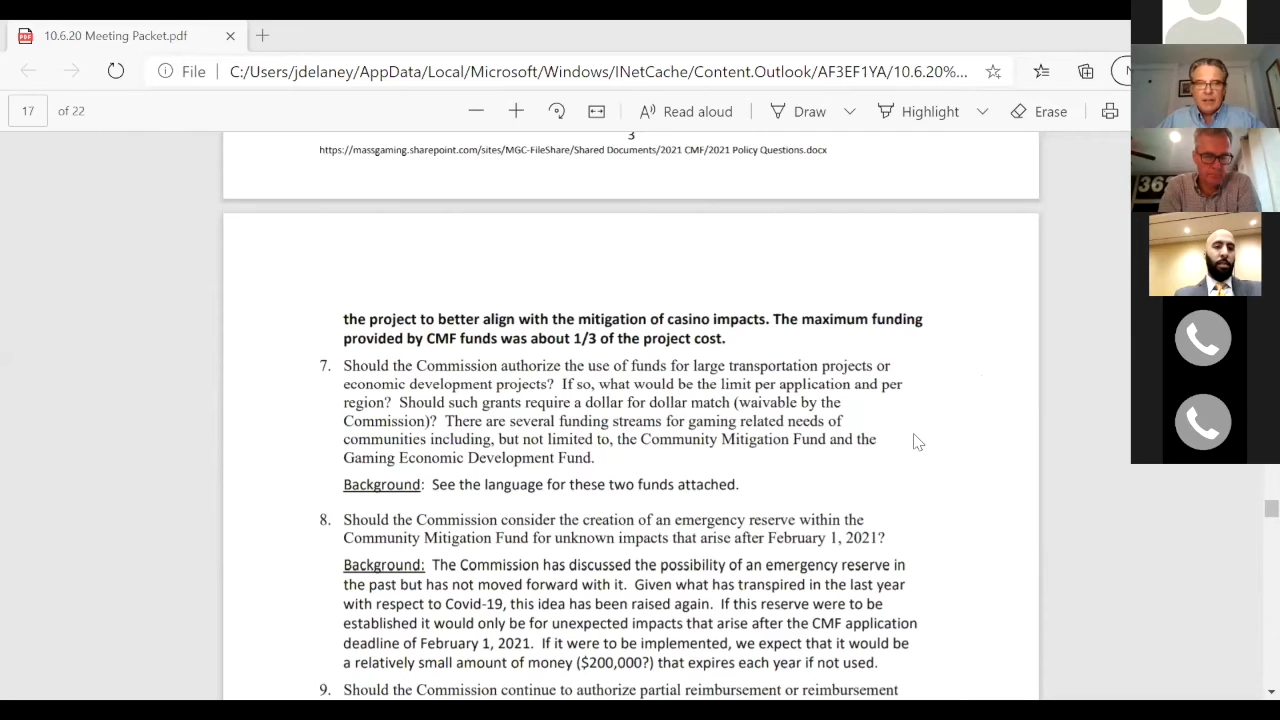 10.6.20 Meeting Packet.pdf
File
C:/Users/jdelaney/AppData/Local/Microsoft/Windows/INetCache/Content.Outlook/AF3EF1YA/10.6.20%...
17 of 22
Read aloud
Draw
Highlight
Erase
3
https://massgaming.sharepoint.com/sites/MGC-FileShare/Shared Documents/2021 CMF/2021 Policy Questions.docx
the project to better align with the mitigation of casino impacts. The maximum funding
provided by CMF funds was about 1/3 of the project cost.
7. Should the Commission authorize the use of funds for large transportation projects or
economic development projects? If so, what would be the limit per application and per
region? Should such grants require a dollar for dollar match (waivable by the
Commission)? There are several funding streams for gaming related needs of
communities including, but not limited to, the Community Mitigation Fund and the
Gaming Economic Development Fund.
Background: See the language for these two funds attached.
8. Should the Commission consider the creation of an emergency reserve within the
Community Mitigation Fund for unknown impacts that arise after February 1, 2021?
Background: The Commission has discussed the possibility of an emergency reserve in
the past but has not moved forward with it. Given what has transpired in the last year
with respect to Covid-19, this idea has been raised again. If this reserve were to be
established it would only be for unexpected impacts that arise after the CMF application
deadline of February 1, 2021. If it were to be implemented, we expect that it would be
a relatively small amount of money ($200,000?) that expires each year if not used.
9. Should the Commission continue to authorize partial reimbursement or reimbursement
362